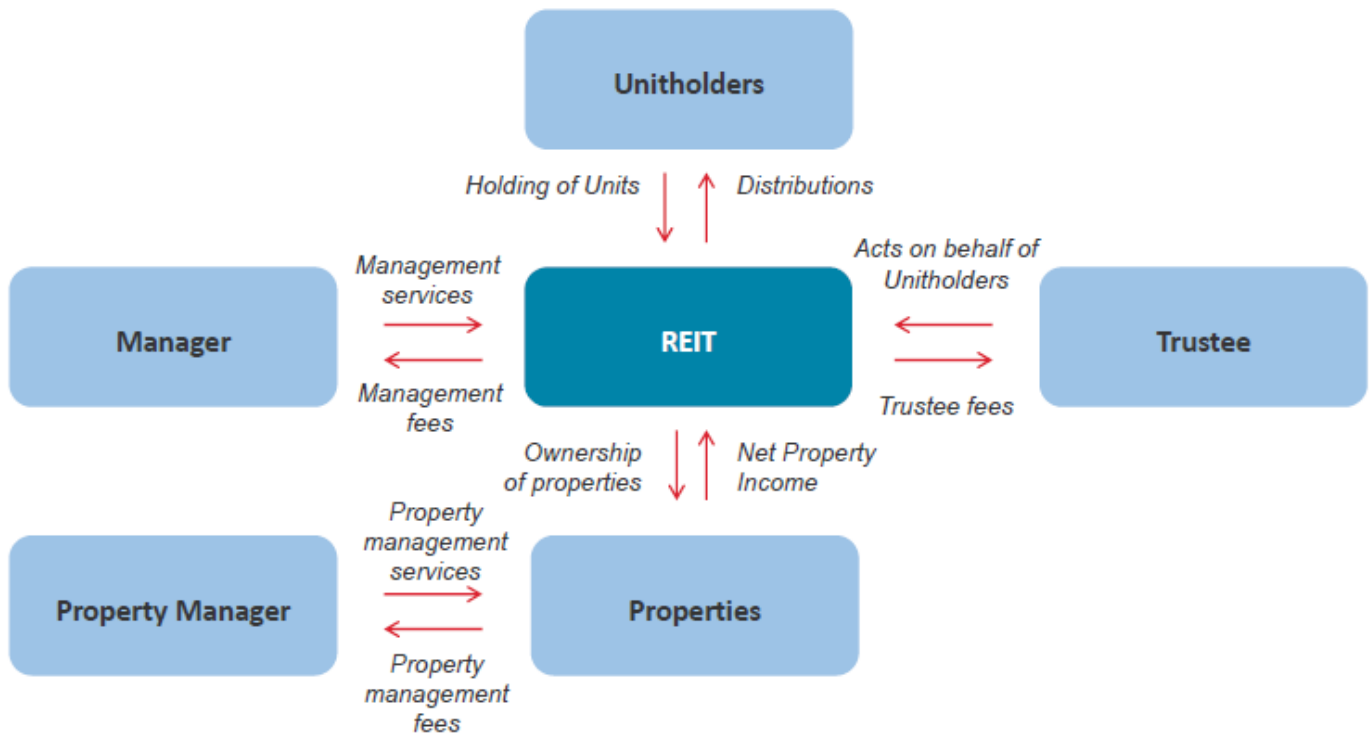 Unitholders
Holding of Units
Distributions
Management
services
Acts on behalf of
Unitholders
Manager
REIT
Trustee
Management
fees
Trustee fees
Ownership
of properties
Net Property
Income
Property
management
services
Property Manager
Properties
Property
management
fees